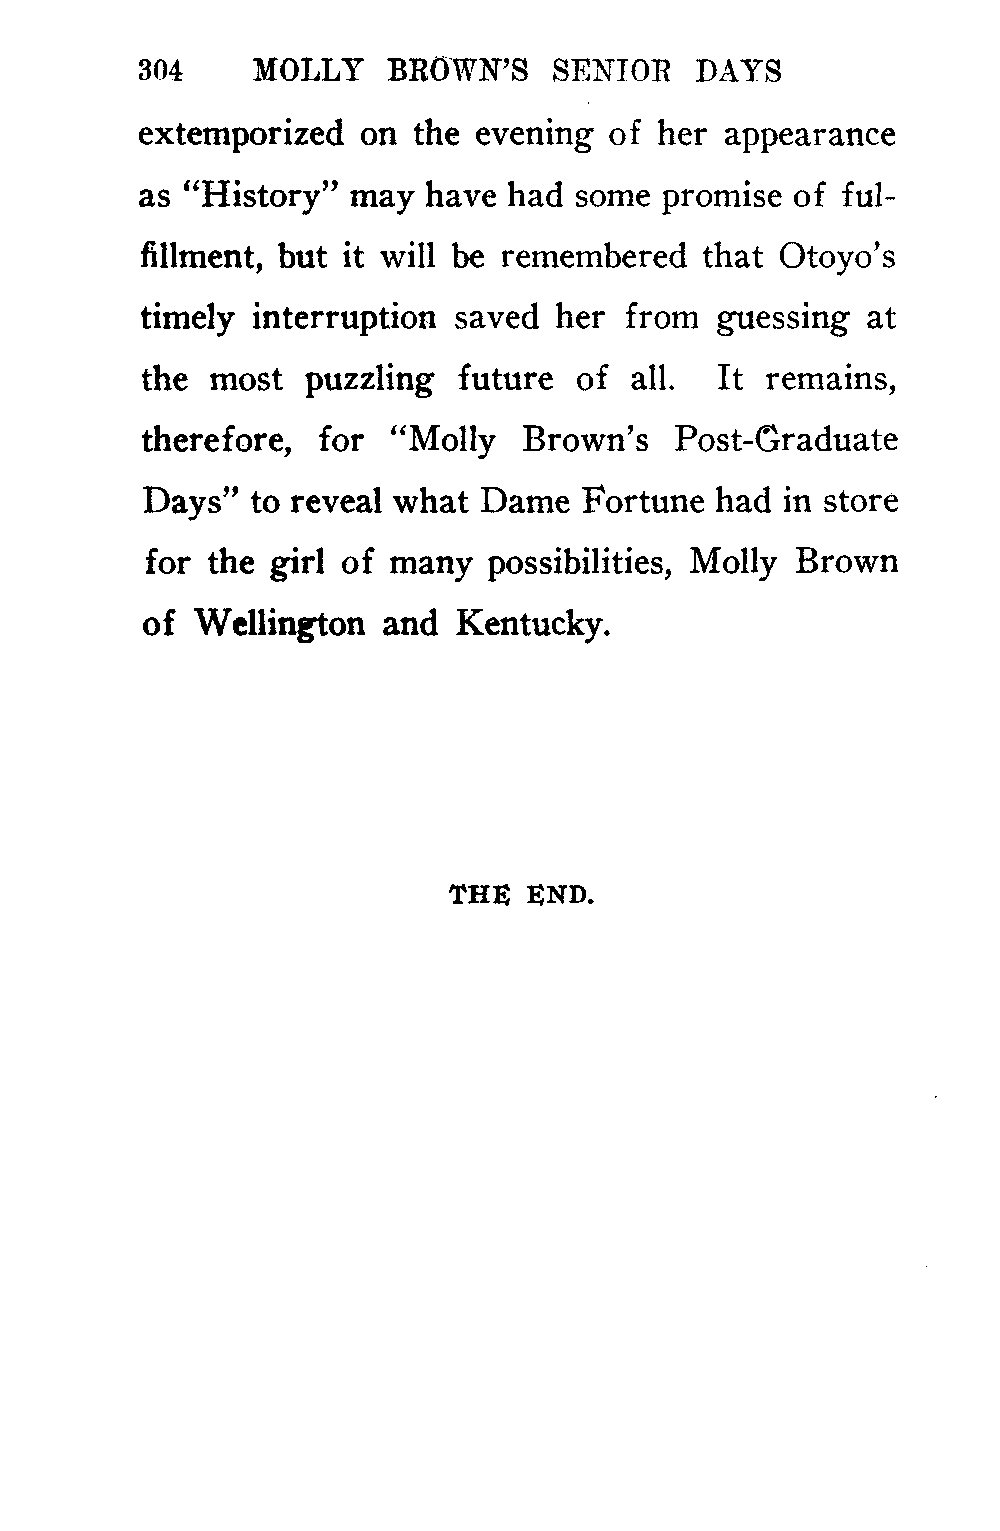 304 MOLLY BROWN'S SENIOR DAYS
extemporized on the evening of her appearance
as "History" may have had some promise of ful-
fillment, but it will be remembered that Otoyo's
timely interruption saved her from guessing at
the most puzzling future of all. It remains,
therefore, for "Molly Brown's Post-Graduate
Days" to reveal what Dame Fortune had in store
for the girl of many possibilities, Molly Brown
of Wellington and Kentucky.
THE END.